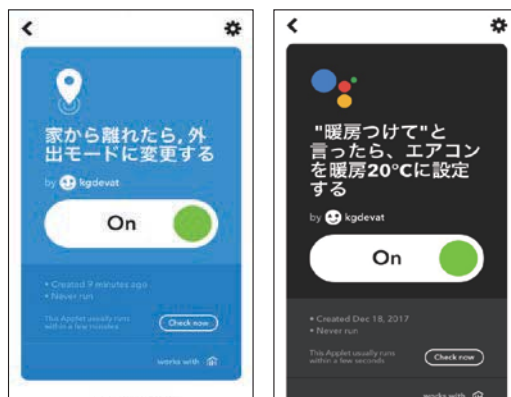 家から離れたら, 外
出モードに変更する
by kgdevat
On
• Created 9 minutes ago
• Never run
This Applet usually runs
within a few minutes
Check now
works with
"暖房つけて"と
言ったら、エアコン
を暖房20°Cに設定
する
by kgdevat
On
• Created Dec 18, 2017
• Never run
This Applet usually runs
within a few seconds
Check now
works with